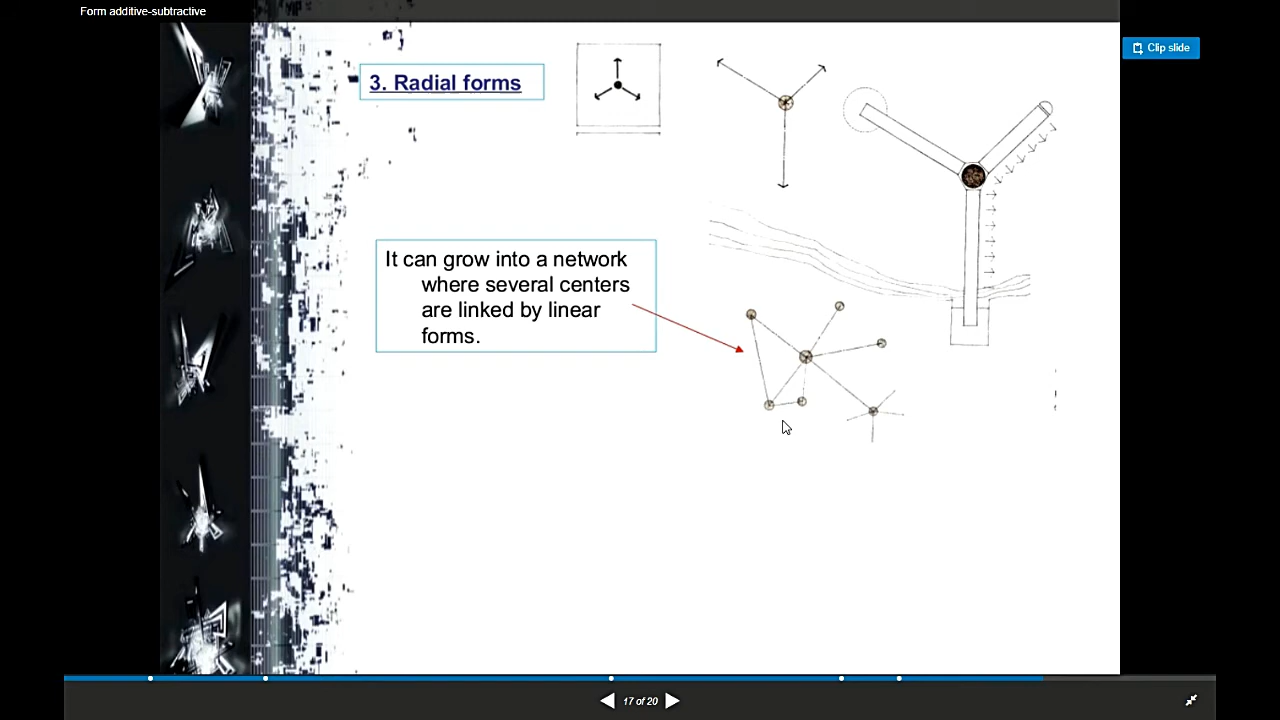 Form additive-subtractive
Clip slide
3. Radial forms
It can grow into a network
where several centers
are linked by linear
forms.
17 of 20